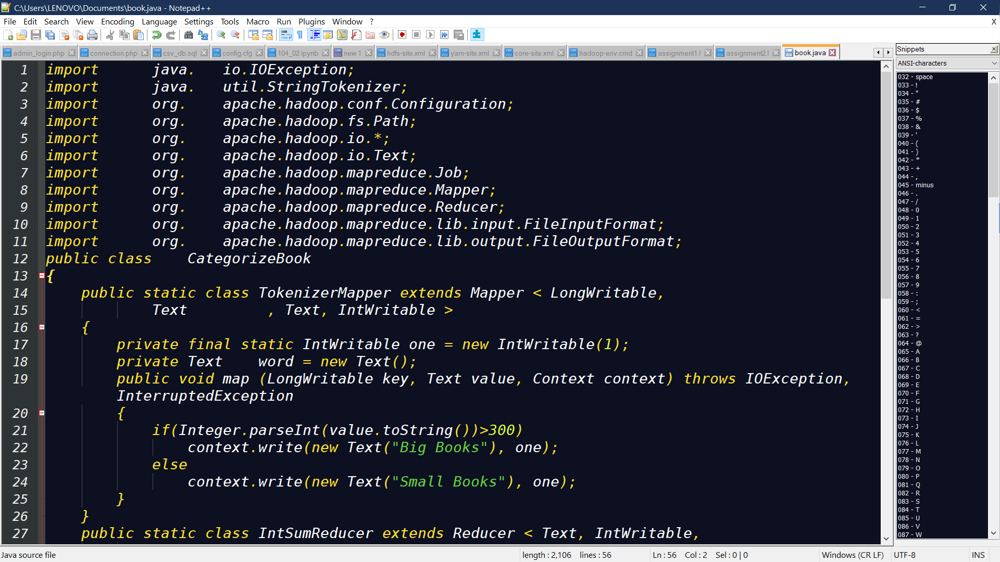 C:\Users\LENOVO\Documents\book.java - Notepad++
File Edit Search View Encoding Language Settings Tools Macro Run Plugins Window ? X
admin_login.php connection.php csv_db.sql config.cfg 104_02.ipynb new 1 hdfs-site.xml yarn-site.xml core-site.xml hadoop-env.cmd assignment1.l assignment2.l book.java
1 import java. io.IOException;
2 import java. util.StringTokenizer;
3 import org. apache.hadoop.conf.Configuration;
4 import org. apache.hadoop.fs.Path;
5 import org. apache.hadoop.io.*;
6 import org. apache.hadoop.io.Text;
7 import org. apache.hadoop.mapreduce.Job;
8 import org. apache.hadoop.mapreduce.Mapper;
9 import org. apache.hadoop.mapreduce.Reducer;
10 import org. apache.hadoop.mapreduce.lib.input.FileInputFormat;
11 import org. apache.hadoop.mapreduce.lib.output.FileOutputFormat;
12 public class CategorizeBook
13 {
14 public static class TokenizerMapper extends Mapper < LongWritable,
15 Text , Text, IntWritable >
16 {
17 private final static IntWritable one = new IntWritable(1);
18 private Text word = new Text();
19 public void map (LongWritable key, Text value, Context context) throws IOException,
InterruptedException
20 {
21 if(Integer.parseInt(value.toString())>300)
22 context.write(new Text("Big Books"), one);
23 else
24 context.write(new Text("Small Books"), one);
25 }
26 }
27 public static class IntSumReducer extends Reducer < Text, IntWritable,
Snippets
ANSI-characters
032 - space
033 - !
034 - "
035 - #
036 - $
037 - %
038 - &
039 - '
040 - (
041 - )
042 - *
043 - +
044 - ,
045 - minus
046 - .
047 - /
048 - 0
049 - 1
050 - 2
051 - 3
052 - 4
053 - 5
054 - 6
055 - 7
056 - 8
057 - 9
058 - :
059 - ;
060 - <
061 - =
062 - >
063 - ?
064 - @
065 - A
066 - B
067 - C
068 - D
069 - E
070 - F
071 - G
072 - H
073 - I
074 - J
075 - K
076 - L
077 - M
078 - N
079 - O
080 - P
081 - Q
082 - R
083 - S
084 - T
085 - U
086 - V
087 - W
Java source file length : 2,106 lines : 56 Ln : 56 Col : 2 Sel : 0 | 0 Windows (CR LF) UTF-8 INS